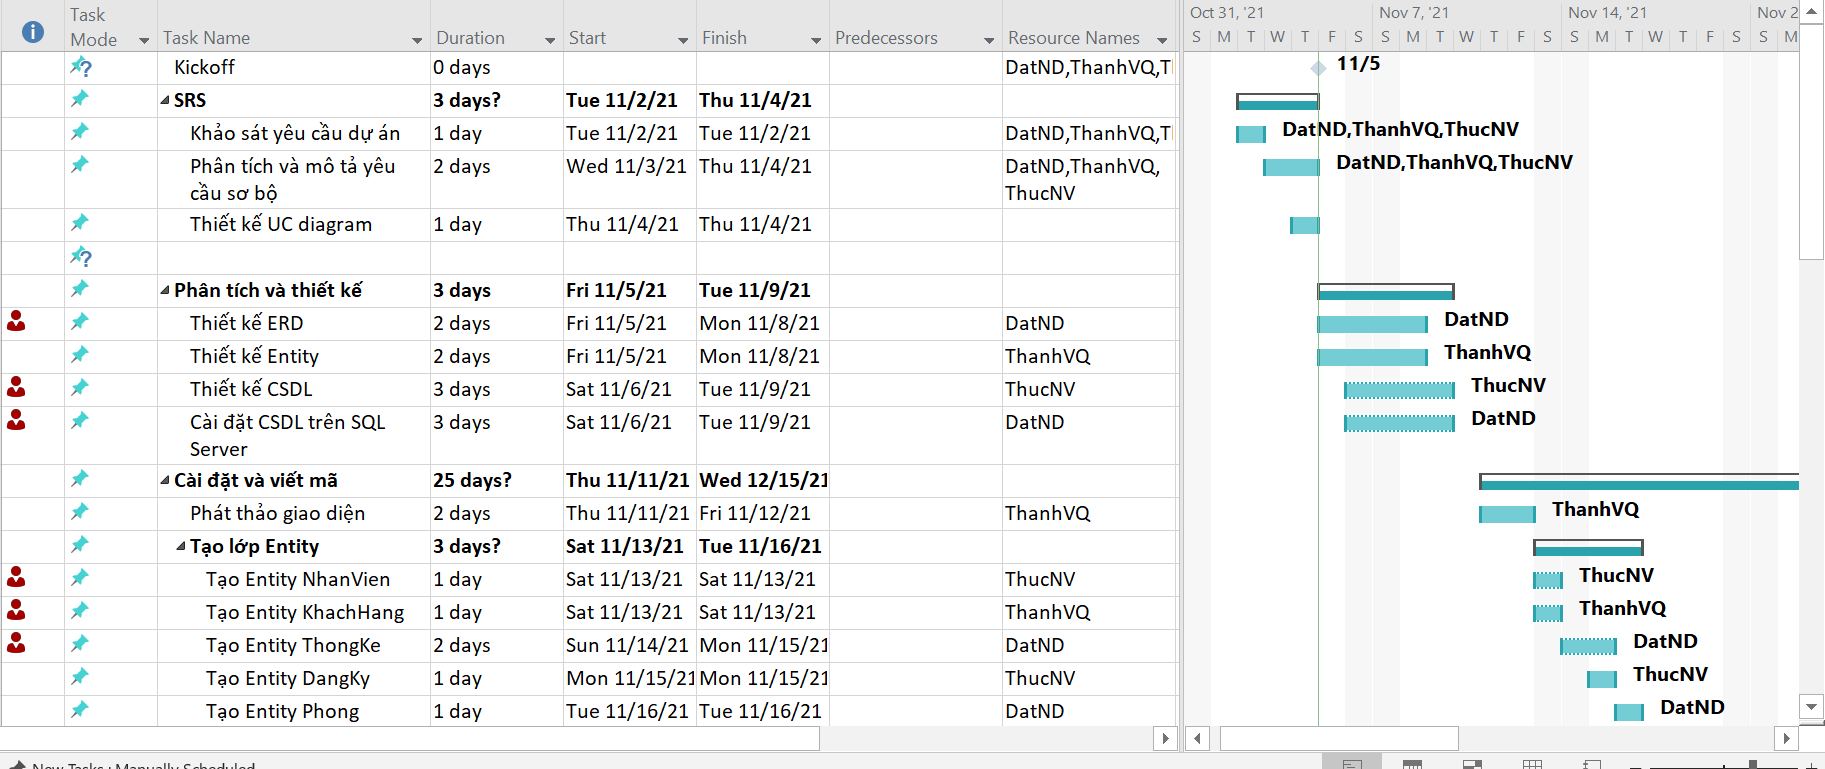 Task Mode Task Name Duration Start Finish Predecessors Resource Names
Oct 31, '21 Nov 7, '21 Nov 14, '21 Nov 2
S M T W T F S S M T W T F S S M T W T F S S M
Kickoff 0 days DatND,ThanhVQ,T 11/5
SRS 3 days? Tue 11/2/21 Thu 11/4/21
Khảo sát yêu cầu dự án 1 day Tue 11/2/21 Tue 11/2/21 DatND,ThanhVQ,T DatND,ThanhVQ,ThucNV
Phân tích và mô tả yêu 2 days Wed 11/3/21 Thu 11/4/21 DatND,ThanhVQ, DatND,ThanhVQ,ThucNV
cầu sơ bộ ThucNV
Thiết kế UC diagram 1 day Thu 11/4/21 Thu 11/4/21
Phân tích và thiết kế 3 days Fri 11/5/21 Tue 11/9/21
Thiết kế ERD 2 days Fri 11/5/21 Mon 11/8/21 DatND DatND
Thiết kế Entity 2 days Fri 11/5/21 Mon 11/8/21 ThanhVQ ThanhVQ
Thiết kế CSDL 3 days Sat 11/6/21 Tue 11/9/21 ThucNV ThucNV
Cài đặt CSDL trên SQL 3 days Sat 11/6/21 Tue 11/9/21 DatND DatND
Server
Cài đặt và viết mã 25 days? Thu 11/11/21 Wed 12/15/21
Phát thảo giao diện 2 days Thu 11/11/21 Fri 11/12/21 ThanhVQ ThanhVQ
Tạo lớp Entity 3 days? Sat 11/13/21 Tue 11/16/21
Tạo Entity NhanVien 1 day Sat 11/13/21 Sat 11/13/21 ThucNV ThucNV
Tạo Entity KhachHang 1 day Sat 11/13/21 Sat 11/13/21 ThanhVQ ThanhVQ
Tạo Entity ThongKe 2 days Sun 11/14/21 Mon 11/15/21 DatND DatND
Tạo Entity DangKy 1 day Mon 11/15/21 Mon 11/15/21 ThucNV ThucNV
Tạo Entity Phong 1 day Tue 11/16/21 Tue 11/16/21 DatND DatND
New Tasks : Manually Scheduled